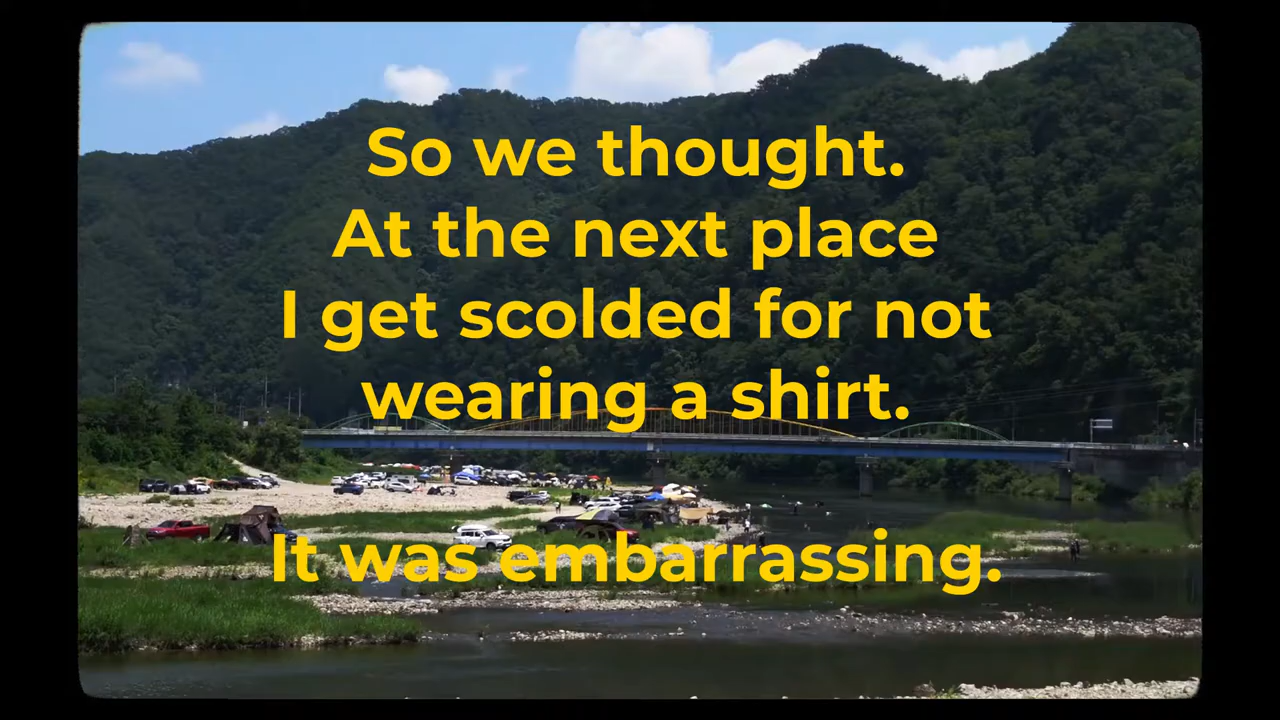 So we thought.
At the next place
I get scolded for not
wearing a shirt.
It was embarrassing.